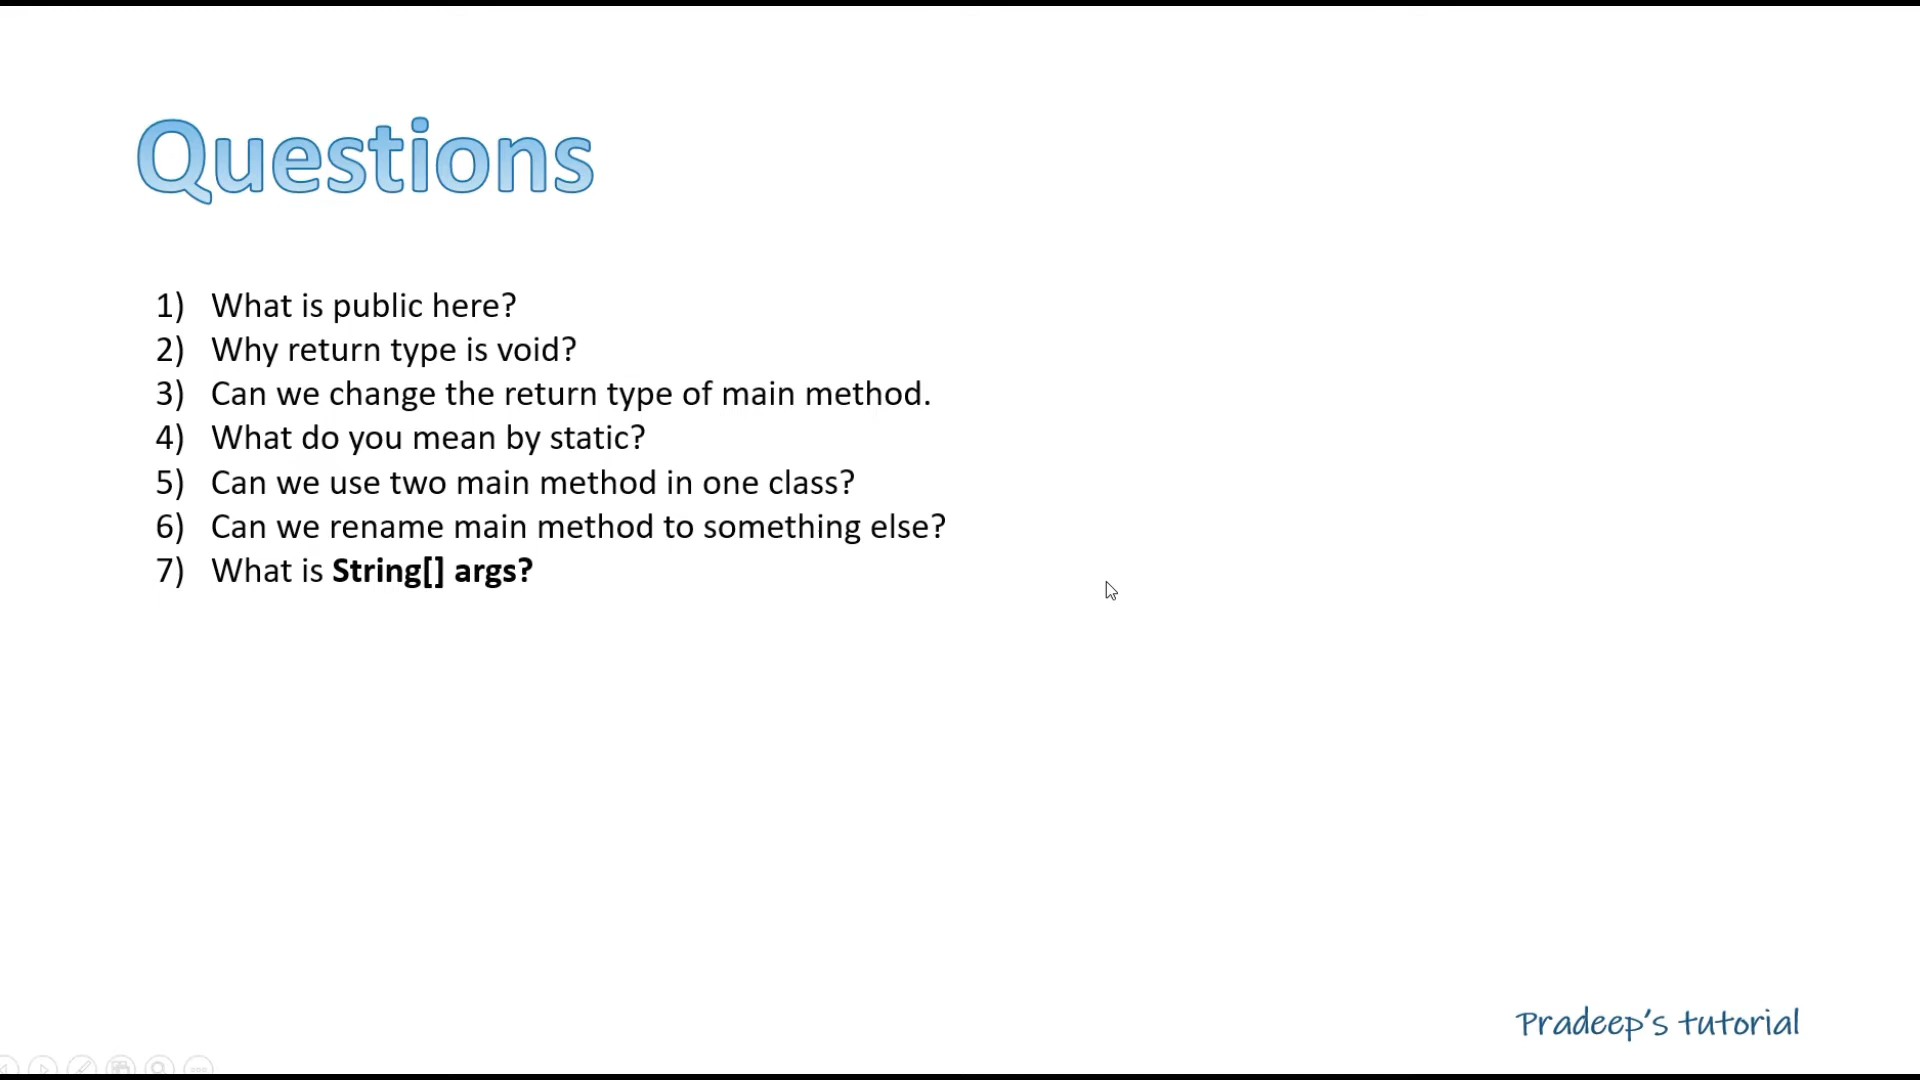 Questions
1) What is public here?
2) Why return type is void?
3) Can we change the return type of main method.
4) What do you mean by static?
5) Can we use two main method in one class?
6) Can we rename main method to something else?
7) What is String[] args?
Pradeep's tutorial